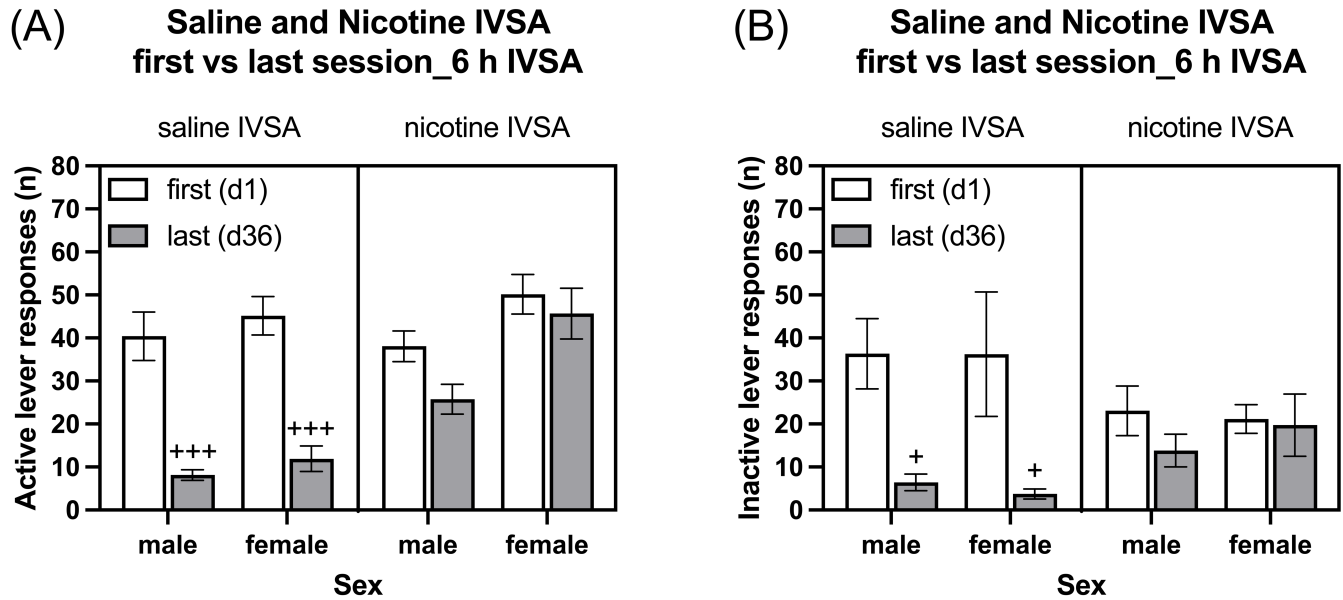 (A)
Saline and Nicotine IVSA
first vs last session_6 h IVSA
saline IVSA
nicotine IVSA
Active lever responses (n)
80
70
60
50
40
30
20
10
0
first (d1)
last (d36)
+++
+++
male
female
male
female
Sex
(B)
Saline and Nicotine IVSA
first vs last session_6 h IVSA
saline IVSA
nicotine IVSA
Inactive lever responses (n)
80
70
60
50
40
30
20
10
0
first (d1)
last (d36)
+
+
male
female
male
female
Sex